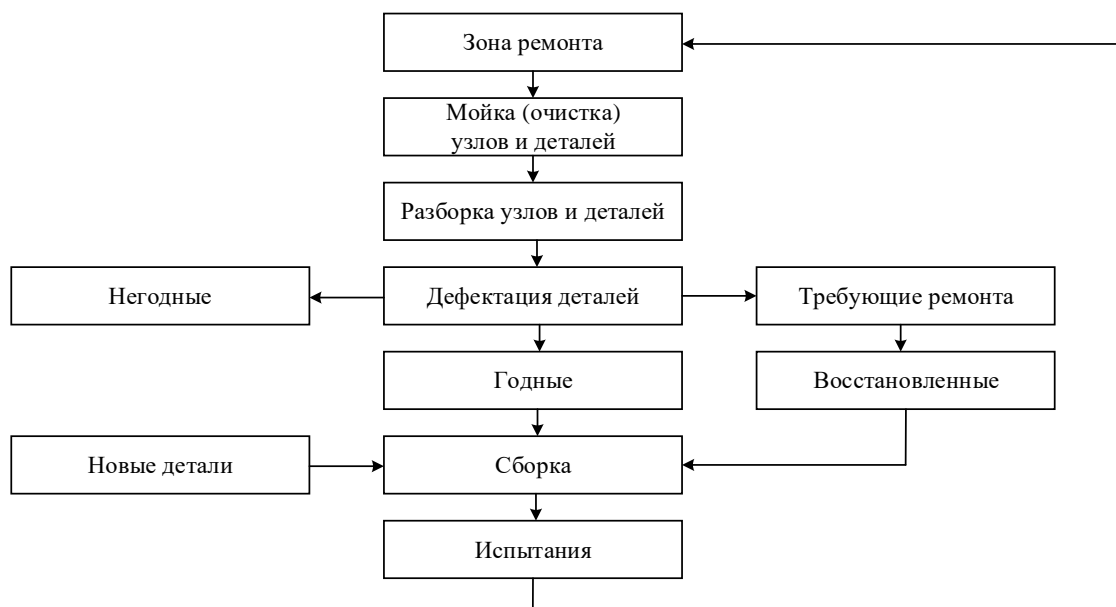 Зона ремонта
Мойка (очистка)
узлов и деталей
Разборка узлов и деталей
Негодные
Дефектация деталей
Требующие ремонта
Годные
Восстановленные
Новые детали
Сборка
Испытания